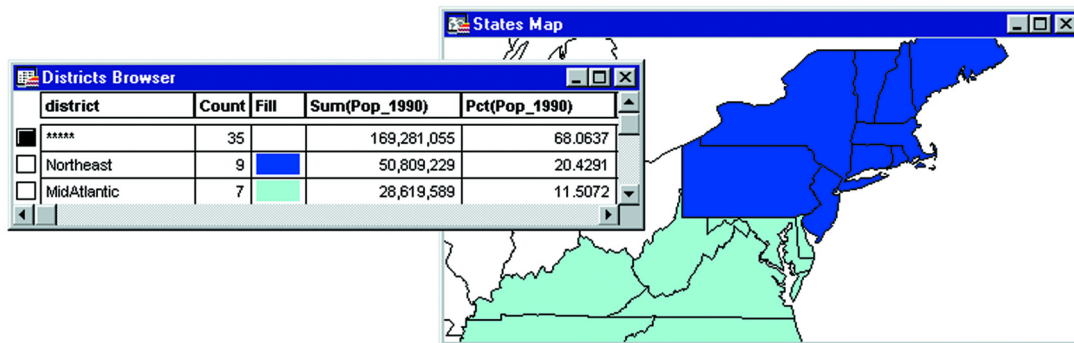 States Map
Districts Browser
district Count Fill Sum(Pop_1990) Pct(Pop_1990)
***** 35 169,281,055 68.0637
Northeast 9 50,809,229 20.4291
MidAtlantic 7 28,619,589 11.5072